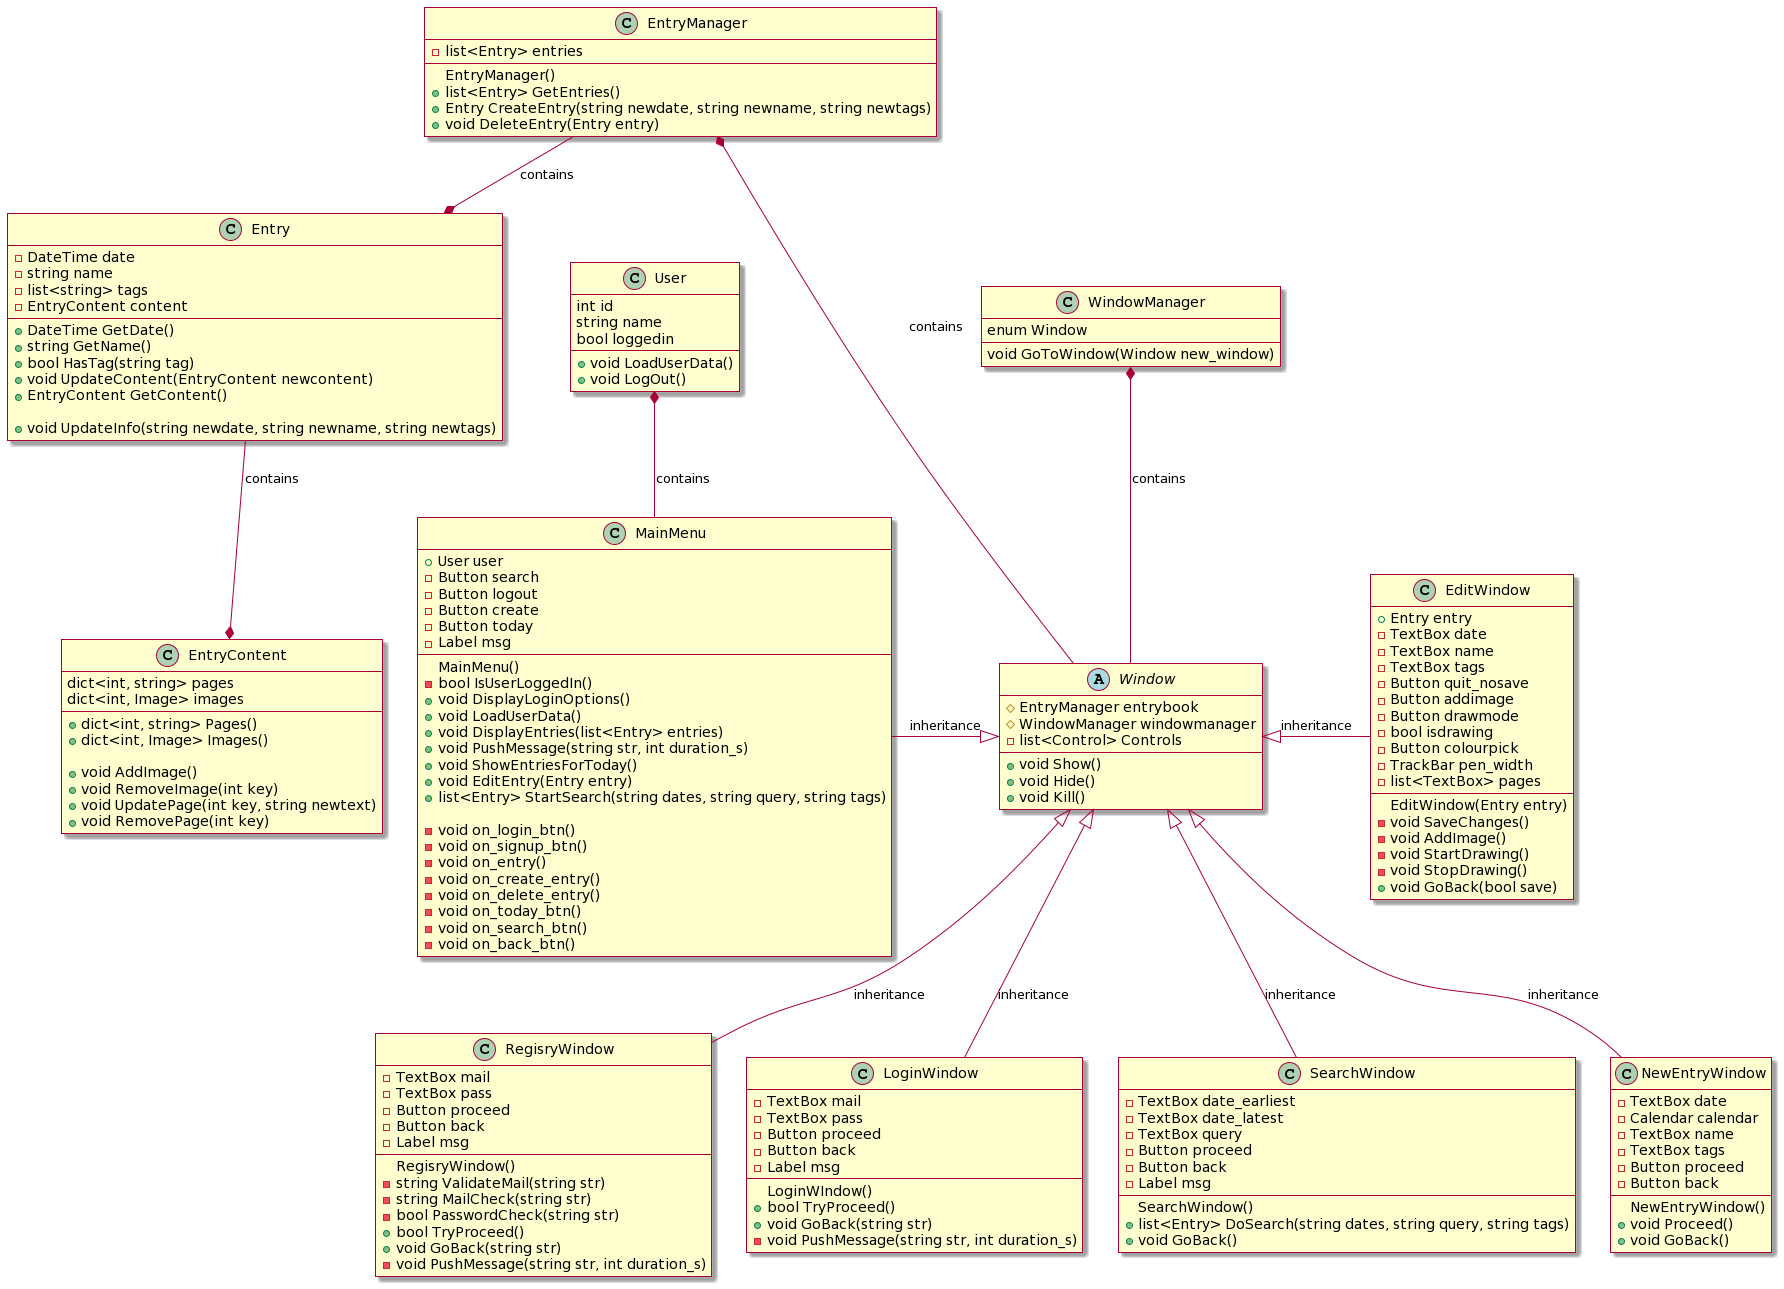 C EntryManager
list<Entry> entries
EntryManager()
list<Entry> GetEntries()
Entry CreateEntry(string newdate, string newname, string newtags)
void DeleteEntry(Entry entry)
contains
C Entry
DateTime date
string name
list<string> tags
EntryContent content
DateTime GetDate()
string GetName()
bool HasTag(string tag)
void UpdateContent(EntryContent newcontent)
EntryContent GetContent()
void UpdateInfo(string newdate, string newname, string newtags)
C User
int id
string name
bool loggedin
void LoadUserData()
void LogOut()
contains
C WindowManager
enum Window
void GoToWindow(Window new_window)
contains
contains
contains
C EntryContent
dict<int, string> pages
dict<int, Image> images
dict<int, string> Pages()
dict<int, Image> Images()
void AddImage()
void RemoveImage(int key)
void UpdatePage(int key, string newtext)
void RemovePage(int key)
C MainMenu
User user
Button search
Button logout
Button create
Button today
Label msg
MainMenu()
bool IsUserLoggedIn()
void DisplayLoginOptions()
void LoadUserData()
void DisplayEntries(list<Entry> entries)
void PushMessage(string str, int duration_s)
void ShowEntriesForToday()
void EditEntry(Entry entry)
list<Entry> StartSearch(string dates, string query, string tags)
void on_login_btn()
void on_signup_btn()
void on_entry()
void on_create_entry()
void on_delete_entry()
void on_today_btn()
void on_search_btn()
void on_back_btn()
inheritance
A Window
EntryManager entrybook
WindowManager windowmanager
list<Control> Controls
void Show()
void Hide()
void Kill()
inheritance
C EditWindow
Entry entry
TextBox date
TextBox name
TextBox tags
Button quit_nosave
Button addimage
Button drawmode
bool isdrawing
Button colourpick
TrackBar pen_width
list<TextBox> pages
EditWindow(Entry entry)
void SaveChanges()
void AddImage()
void StartDrawing()
void StopDrawing()
void GoBack(bool save)
inheritance
inheritance
inheritance
inheritance
C RegisryWindow
TextBox mail
TextBox pass
Button proceed
Button back
Label msg
RegisryWindow()
string ValidateMail(string str)
string MailCheck(string str)
bool PasswordCheck(string str)
bool TryProceed()
void GoBack(string str)
void PushMessage(string str, int duration_s)
C LoginWindow
TextBox mail
TextBox pass
Button proceed
Button back
Label msg
LoginWIndow()
bool TryProceed()
void GoBack(string str)
void PushMessage(string str, int duration_s)
C SearchWindow
TextBox date_earliest
TextBox date_latest
TextBox query
Button proceed
Button back
Label msg
SearchWindow()
list<Entry> DoSearch(string dates, string query, string tags)
void GoBack()
C NewEntryWindow
TextBox date
Calendar calendar
TextBox name
TextBox tags
Button proceed
Button back
NewEntryWindow()
void Proceed()
void GoBack()